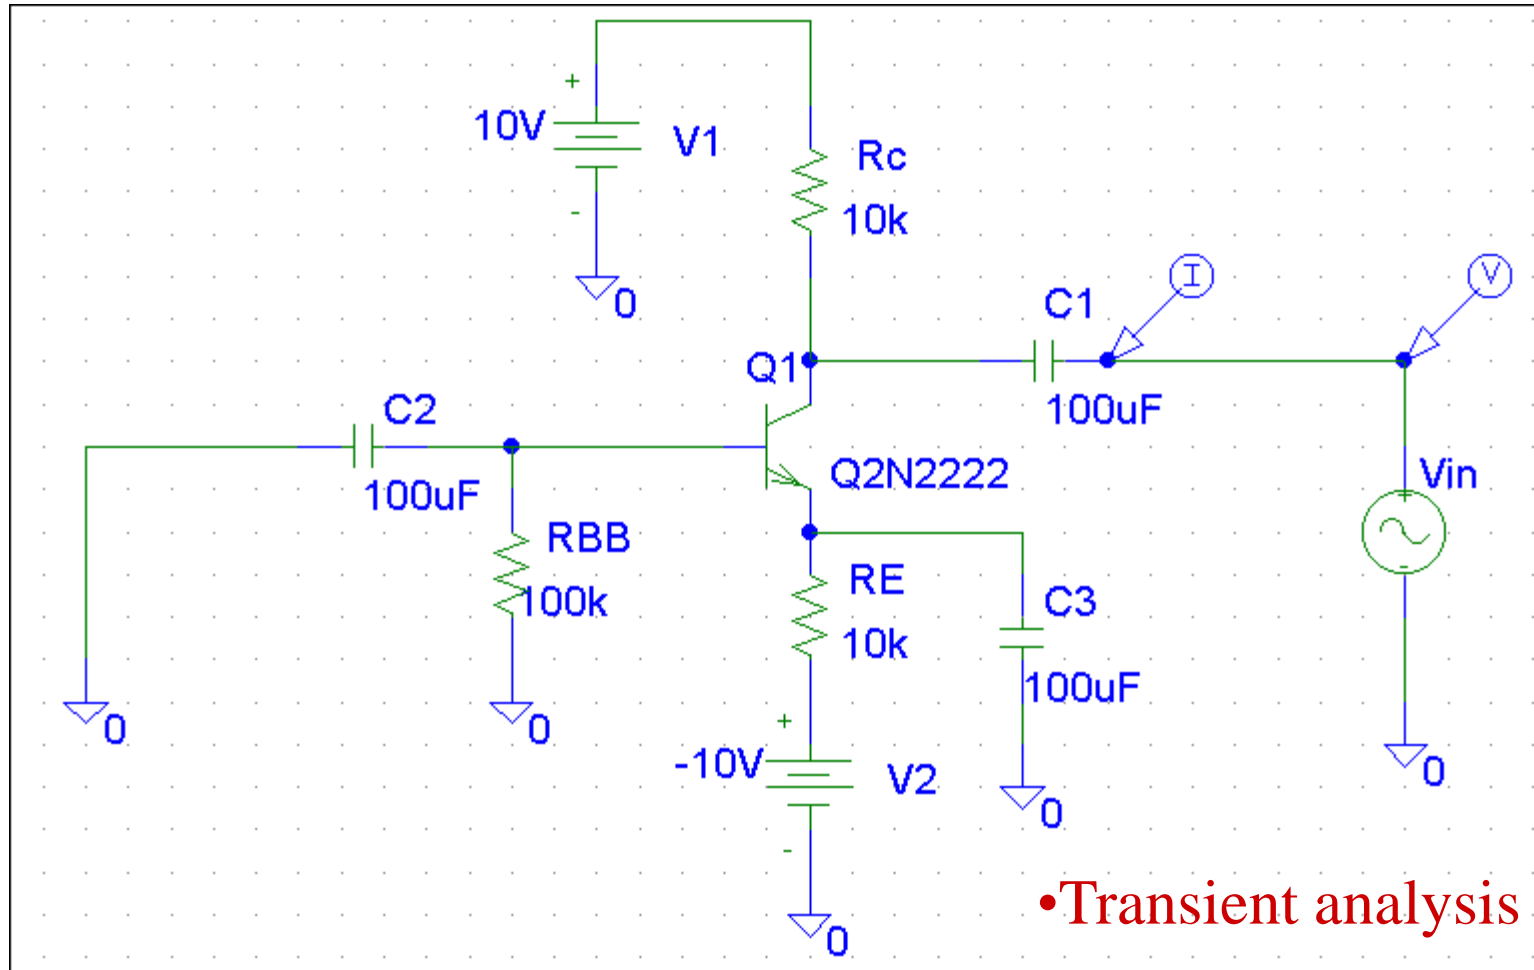 +
10V
V1
-
0
Rc
10k
I
V
C1
100uF
Q1
C2
100uF
Q2N2222
Vin
+
-
RBB
100k
RE
10k
C3
100uF
0
0
+
-10V
V2
-
0
0
0
•Transient analysis